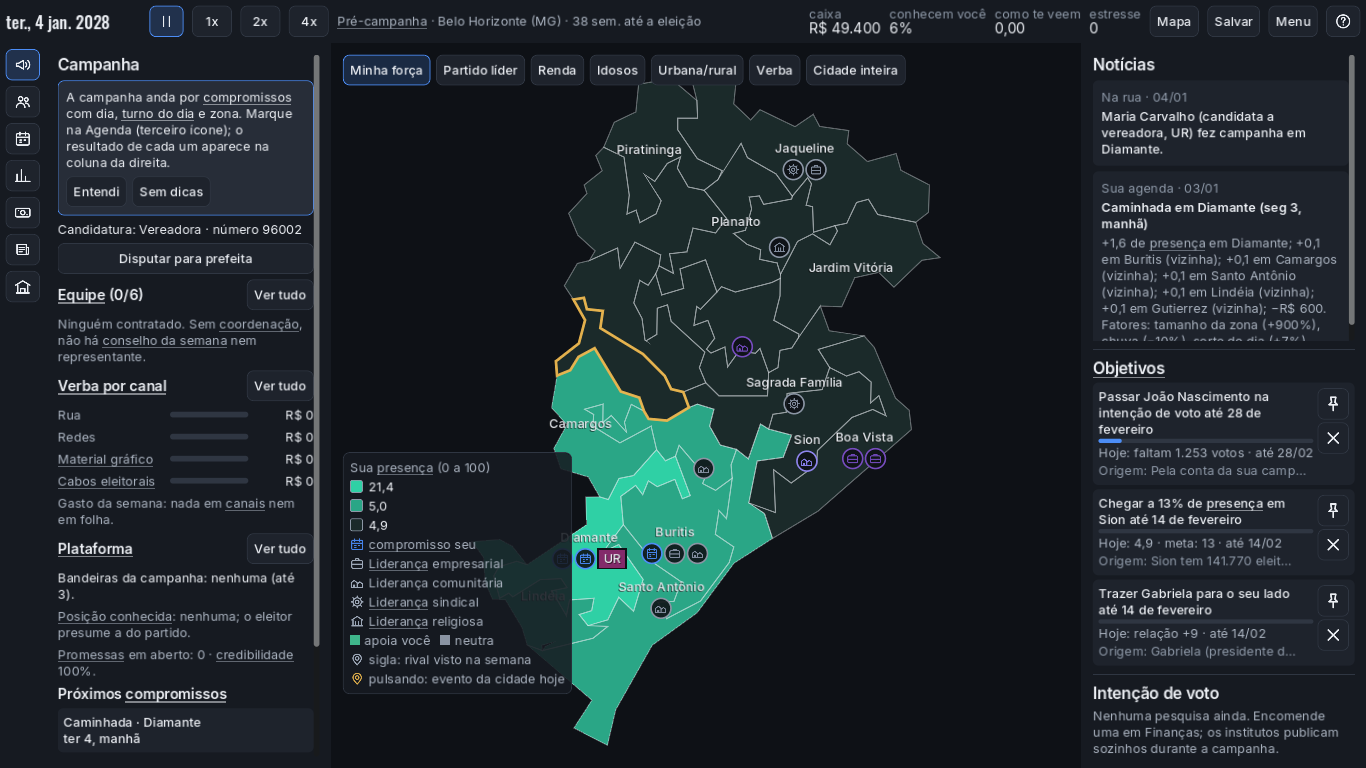 ter., 4 jan. 2028
1x
2x
4x
Pré-campanha · Belo Horizonte (MG) · 38 sem. até a eleição
caixa
R$ 49.400
conhecem você
6%
como te veem
0,00
estresse
0
Mapa
Salvar
Menu
Campanha
A campanha anda por compromissos
com dia, turno do dia e zona. Marque
na Agenda (terceiro ícone); o
resultado de cada um aparece na
coluna da direita.
Entendi
Sem dicas
Candidatura: Vereadora · número 96002
Disputar para prefeita
Equipe (0/6)
Ver tudo
Ninguém contratado. Sem coordenação,
não há conselho da semana nem
representante.
Verba por canal
Ver tudo
Rua R$ 0
Redes R$ 0
Material gráfico R$ 0
Cabos eleitorais R$ 0
Gasto da semana: nada em canais nem
em folha.
Plataforma
Ver tudo
Bandeiras da campanha: nenhuma (até
3).
Posição conhecida: nenhuma; o eleitor
presume a do partido.
Promessas em aberto: 0 · credibilidade
100%.
Próximos compromissos
Caminhada · Diamante
ter 4, manhã
Minha força
Partido líder
Renda
Idosos
Urbana/rural
Verba
Cidade inteira
Piratininga
Jaqueline
Planalto
Jardim Vitória
Sagrada Família
Camargos
Sion
Boa Vista
Buritis
Diamante
UR
Santo Antônio
Lindéia
Sua presença (0 a 100)
21,4
5,0
4,9
compromisso seu
Liderança empresarial
Liderança comunitária
Liderança sindical
Liderança religiosa
apoia você
neutra
sigla: rival visto na semana
pulsando: evento da cidade hoje
Notícias
Na rua · 04/01
Maria Carvalho (candidata a
vereadora, UR) fez campanha em
Diamante.
Sua agenda · 03/01
Caminhada em Diamante (seg 3,
manhã)
+1,6 de presença em Diamante; +0,1
em Buritis (vizinha); +0,1 em Camargos
(vizinha); +0,1 em Santo Antônio
(vizinha); +0,1 em Lindéia (vizinha);
+0,1 em Gutierrez (vizinha); −R$ 600.
Fatores: tamanho da zona (+900%),
chuva (−10%), sorte do dia (+7%)
Objetivos
Passar João Nascimento na
intenção de voto até 28 de
fevereiro
Hoje: faltam 1.253 votos · até 28/02
Origem: Pela conta da sua camp...
Chegar a 13% de presença em
Sion até 14 de fevereiro
Hoje: 4,9 · meta: 13 · até 14/02
Origem: Sion tem 141.770 eleit...
Trazer Gabriela para o seu lado
até 14 de fevereiro
Hoje: relação +9 · até 14/02
Origem: Gabriela (presidente d...
Intenção de voto
Nenhuma pesquisa ainda. Encomende
uma em Finanças; os institutos publicam
sozinhos durante a campanha.